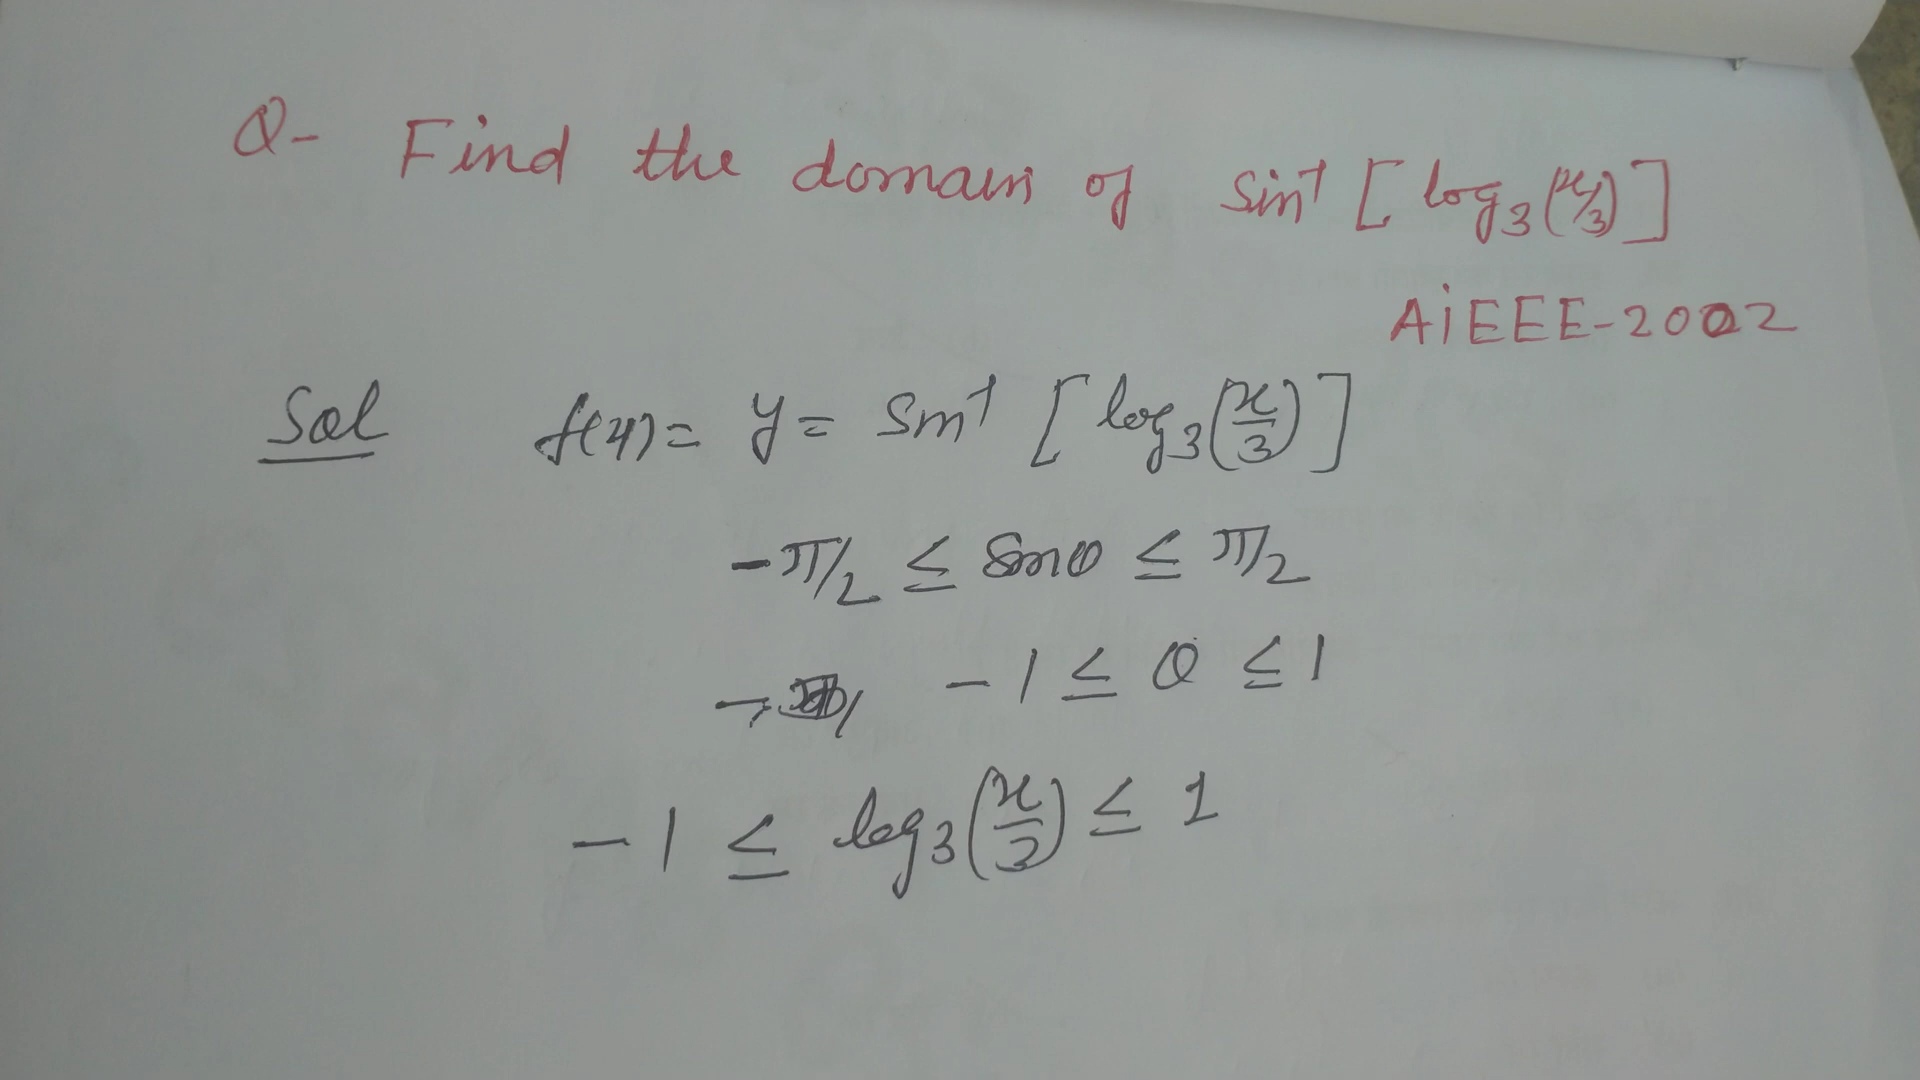 Q- Find the domain of sin⁻¹ [ log₃(x/3) ]
AiEEE-2002
Sol f(y) = y = Sin⁻¹ [ log₃(x/3) ]
-π/2 ≤ Sinθ ≤ π/2
-1 ≤ θ ≤ 1
-1 ≤ log₃(x/3) ≤ 1